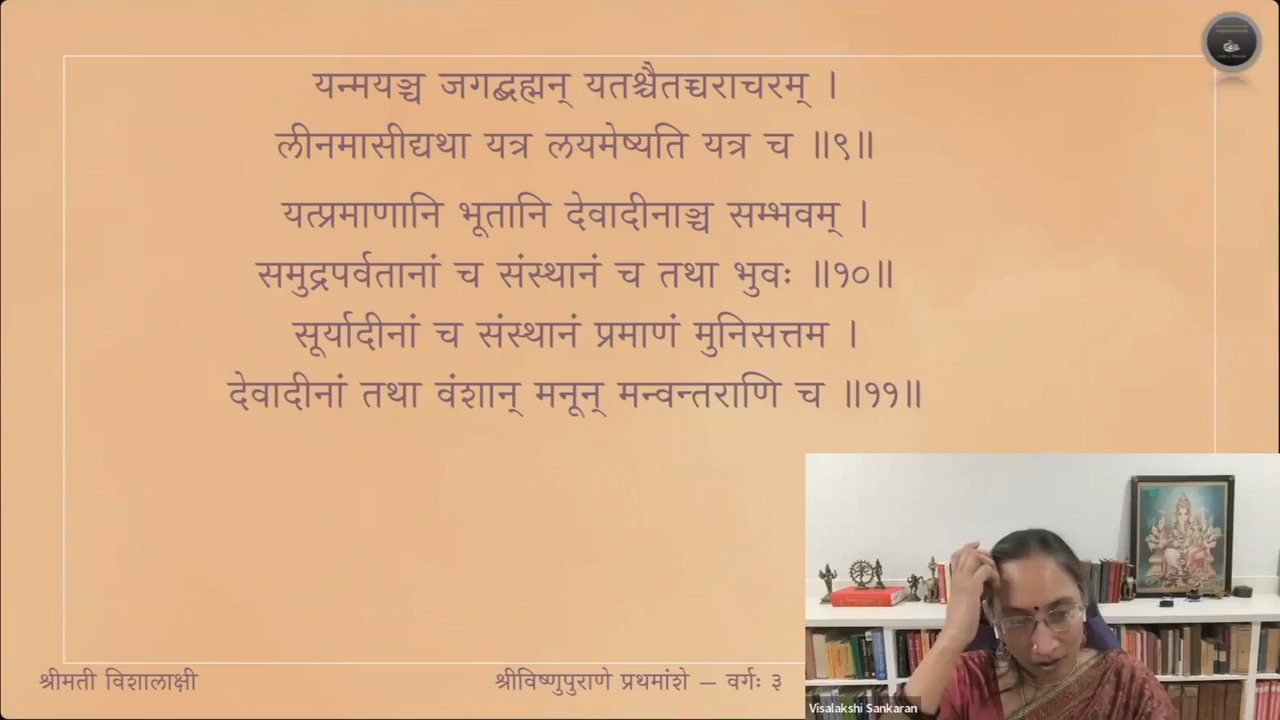 यन्मयञ्च जगद्ब्रह्मन् यतश्चैतच्चराचरम् ।
लीनमासीद्यथा यत्र लयमेष्यति यत्र च ॥९॥
यत्प्रमाणानि भूतानि देवादीनाञ्च सम्भवम् ।
समुद्रपर्वतानां च संस्थानं च तथा भुवः ॥१०॥
सूर्यादीनां च संस्थानं प्रमाणं मुनिसत्तम ।
देवादीनां तथा वंशान् मनून् मन्वन्तराणि च ॥११॥
श्रीमती विशालाक्षी
श्रीविष्णुपुराणे प्रथमांशे – वर्गः ३
Visalakshi Sankaran